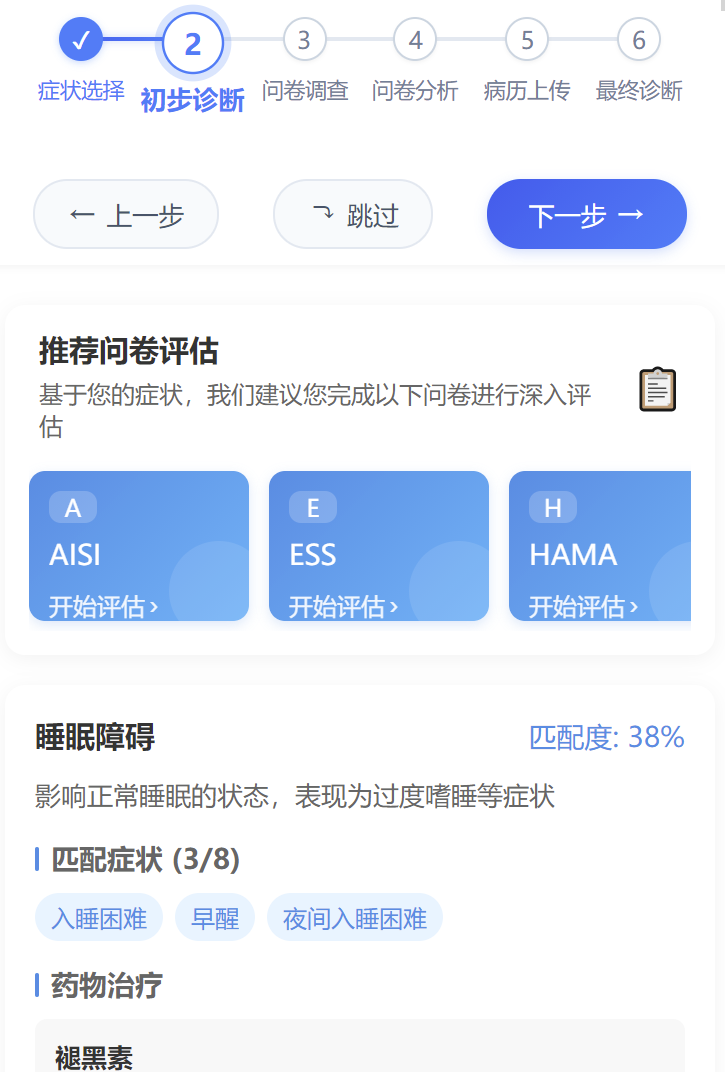 ✓ 2 3 4 5 6
症状选择 初步诊断 问卷调查 问卷分析 病历上传 最终诊断
← 上一步 跳过 下一步 →
推荐问卷评估
基于您的症状，我们建议您完成以下问卷进行深入评
估
A E H
AISI ESS HAMA
开始评估 › 开始评估 › 开始评估 ›
睡眠障碍 匹配度: 38%
影响正常睡眠的状态，表现为过度嗜睡等症状
匹配症状 (3/8)
入睡困难 早醒 夜间入睡困难
药物治疗
褪黑素